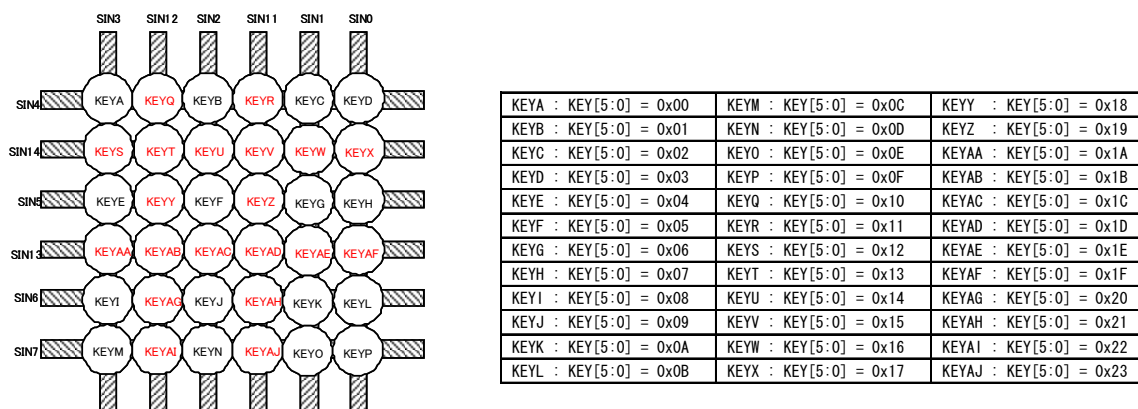 SIN3 SIN12 SIN2 SIN11 SIN1 SIN0
SIN4 KEYA KEYQ KEYB KEYR KEYC KEYD
SIN14 KEYS KEYT KEYU KEYV KEYW KEYX
SIN5 KEYE KEYY KEYF KEYZ KEYG KEYH
SIN13 KEYAA KEYAB KEYAC KEYAD KEYAE KEYAF
SIN6 KEYI KEYAG KEYJ KEYAH KEYK KEYL
SIN7 KEYM KEYAI KEYN KEYAJ KEYO KEYP
KEYA : KEY[5:0] = 0x00 KEYM : KEY[5:0] = 0x0C KEYY : KEY[5:0] = 0x18
KEYB : KEY[5:0] = 0x01 KEYN : KEY[5:0] = 0x0D KEYZ : KEY[5:0] = 0x19
KEYC : KEY[5:0] = 0x02 KEYO : KEY[5:0] = 0x0E KEYAA : KEY[5:0] = 0x1A
KEYD : KEY[5:0] = 0x03 KEYP : KEY[5:0] = 0x0F KEYAB : KEY[5:0] = 0x1B
KEYE : KEY[5:0] = 0x04 KEYQ : KEY[5:0] = 0x10 KEYAC : KEY[5:0] = 0x1C
KEYF : KEY[5:0] = 0x05 KEYR : KEY[5:0] = 0x11 KEYAD : KEY[5:0] = 0x1D
KEYG : KEY[5:0] = 0x06 KEYS : KEY[5:0] = 0x12 KEYAE : KEY[5:0] = 0x1E
KEYH : KEY[5:0] = 0x07 KEYT : KEY[5:0] = 0x13 KEYAF : KEY[5:0] = 0x1F
KEYI : KEY[5:0] = 0x08 KEYU : KEY[5:0] = 0x14 KEYAG : KEY[5:0] = 0x20
KEYJ : KEY[5:0] = 0x09 KEYV : KEY[5:0] = 0x15 KEYAH : KEY[5:0] = 0x21
KEYK : KEY[5:0] = 0x0A KEYW : KEY[5:0] = 0x16 KEYAI : KEY[5:0] = 0x22
KEYL : KEY[5:0] = 0x0B KEYX : KEY[5:0] = 0x17 KEYAJ : KEY[5:0] = 0x23